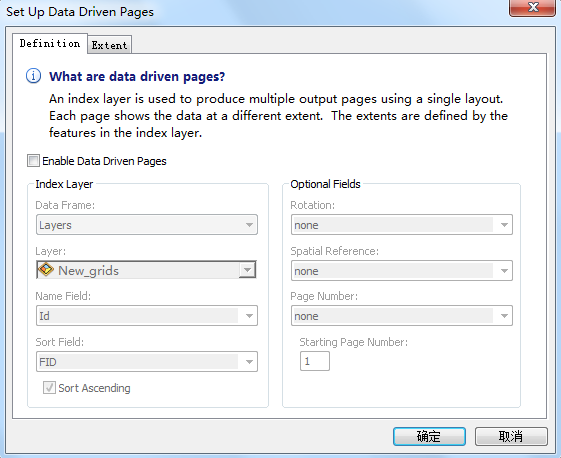 Set Up Data Driven Pages
Definition Extent
What are data driven pages?
An index layer is used to produce multiple output pages using a single layout.
Each page shows the data at a different extent. The extents are defined by the
features in the index layer.
Enable Data Driven Pages
Index Layer
Data Frame:
Layers
Layer:
New_grids
Name Field:
Id
Sort Field:
FID
Sort Ascending
Optional Fields
Rotation:
none
Spatial Reference:
none
Page Number:
none
Starting Page Number:
1
确定 取消